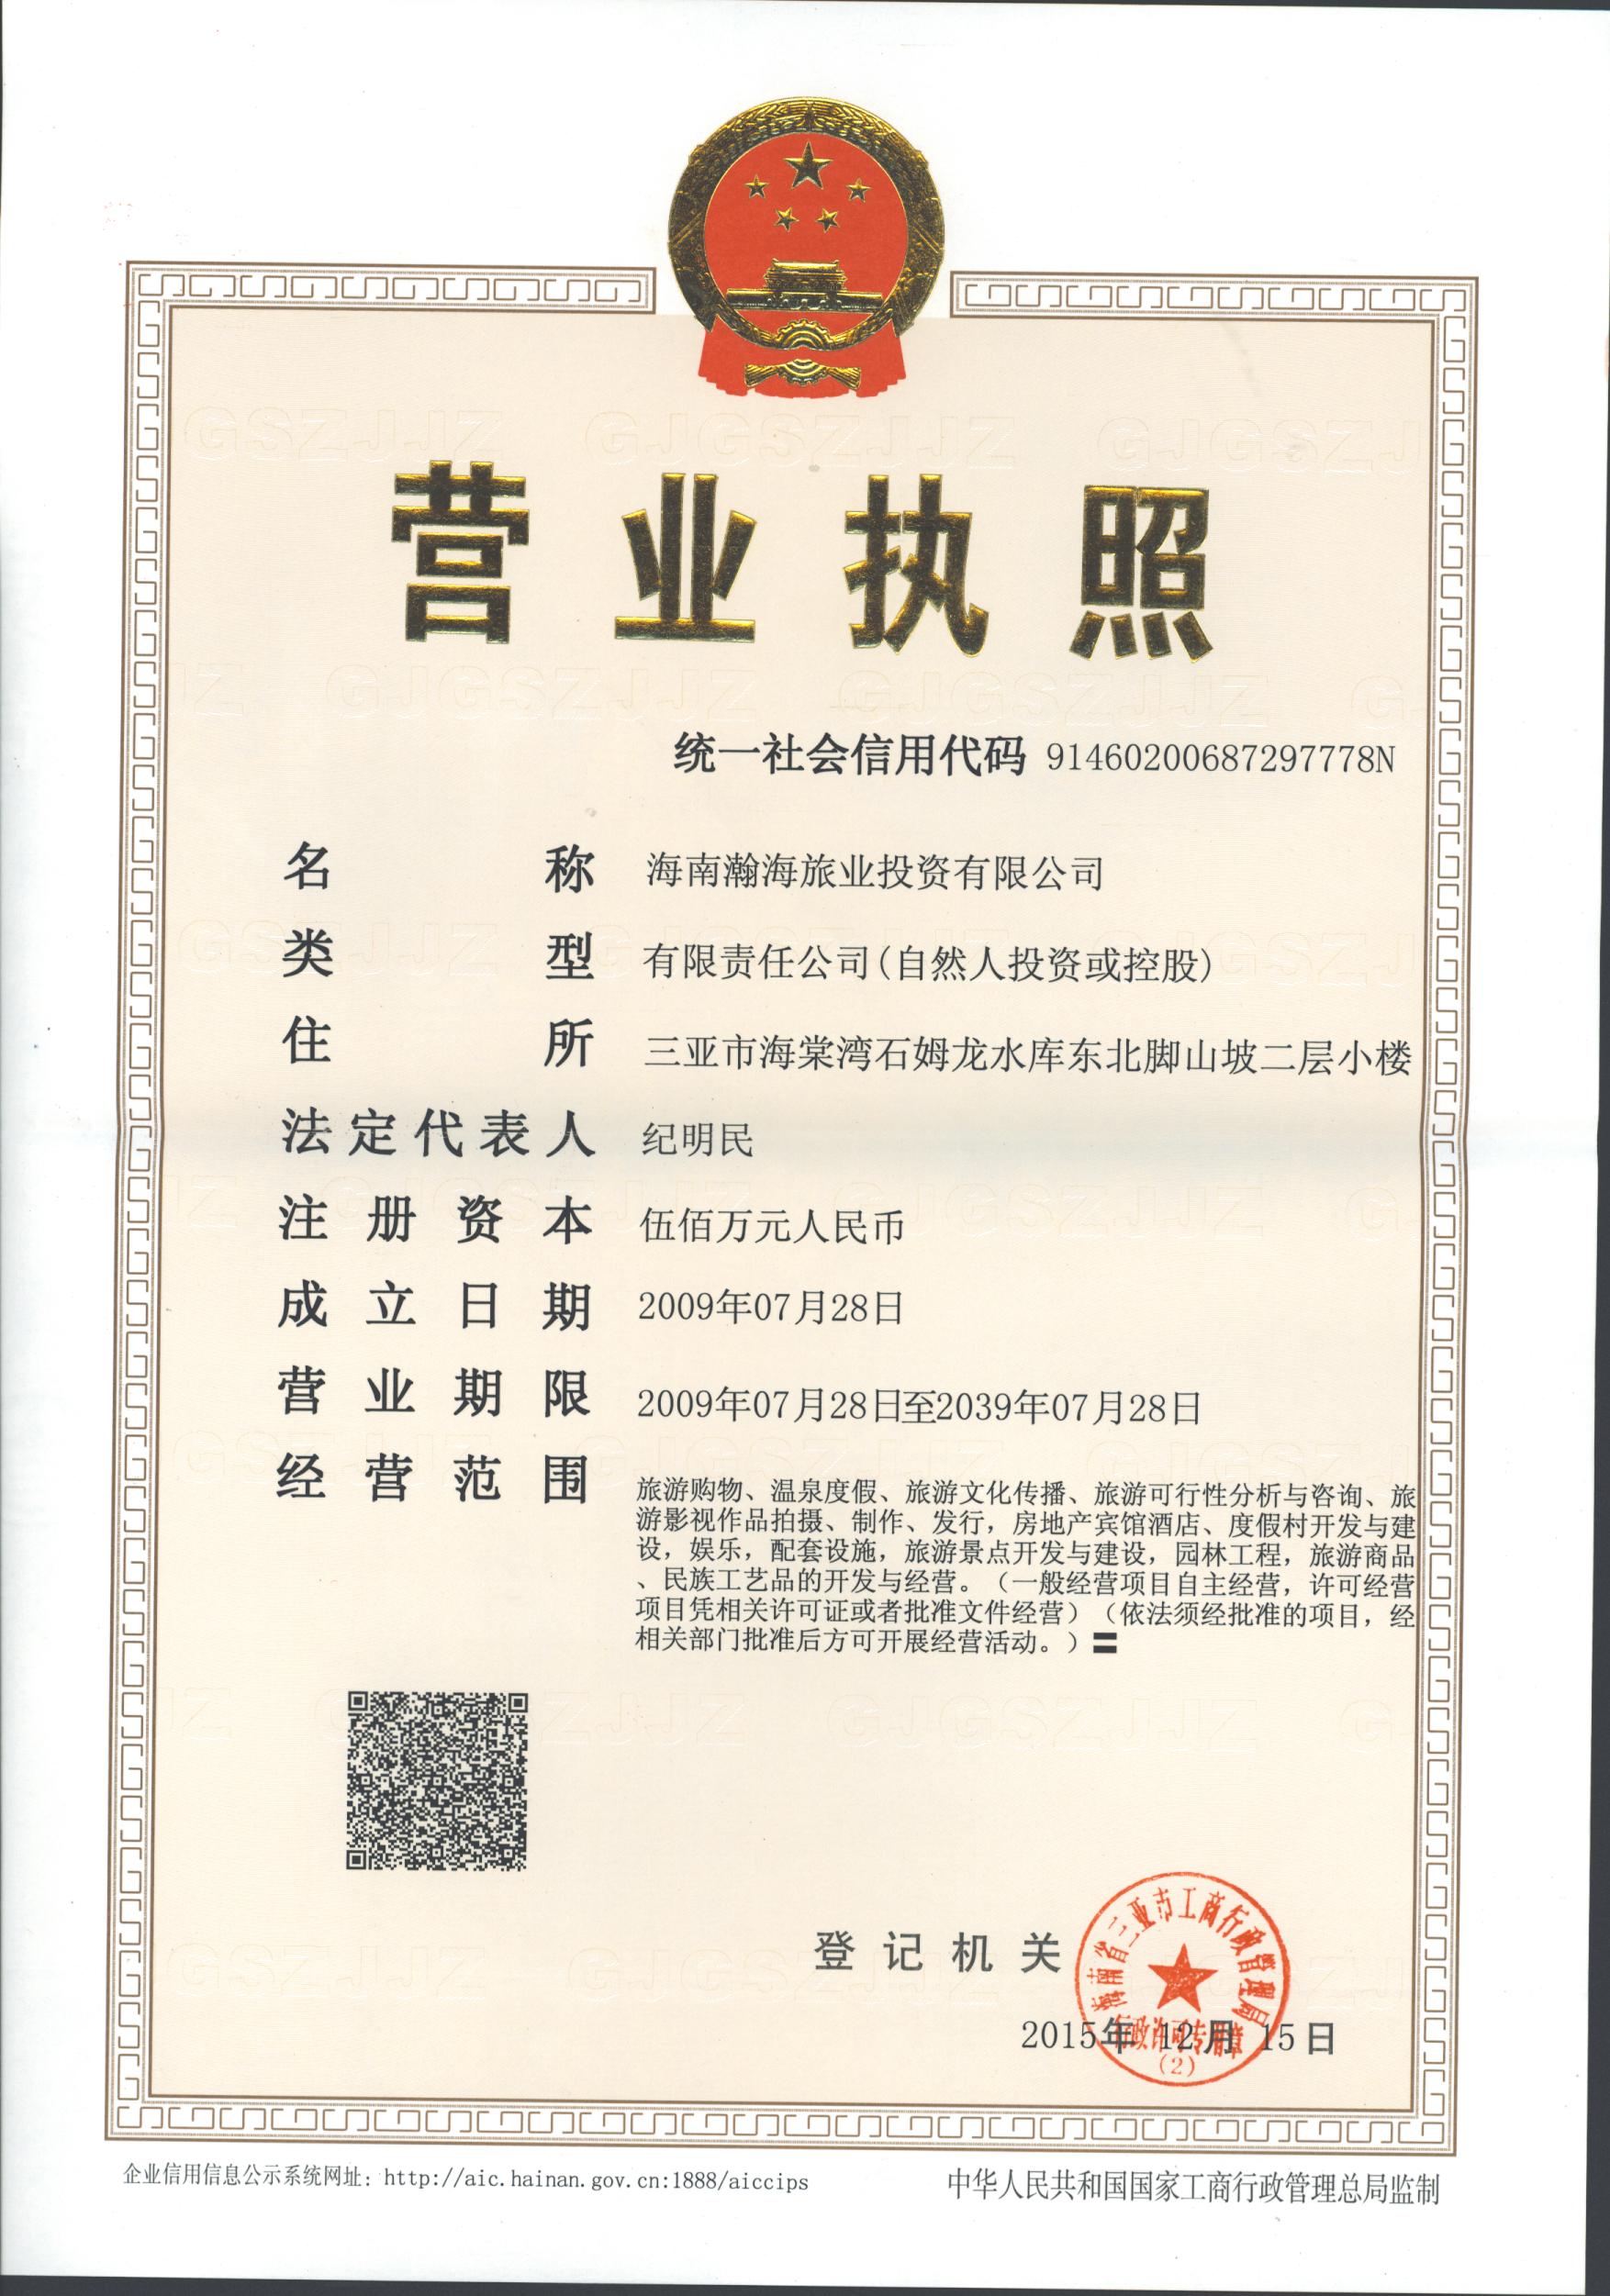 营业执照
统一社会信用代码 91460200687297778N
名称 海南瀚海旅业投资有限公司
类型 有限责任公司(自然人投资或控股)
住所 三亚市海棠湾石姆龙水库东北脚山坡二层小楼
法定代表人 纪明民
注册资本 伍佰万元人民币
成立日期 2009年07月28日
营业期限 2009年07月28日至2039年07月28日
经营范围 旅游购物、温泉度假、旅游文化传播、旅游可行性分析与咨询、旅
游影视作品拍摄、制作、发行，房地产宾馆酒店、度假村开发与建
设，娱乐，配套设施，旅游景点开发与建设，园林工程，旅游商品
、民族工艺品的开发与经营。（一般经营项目自主经营，许可经营
项目凭相关许可证或者批准文件经营）（依法须经批准的项目，经
相关部门批准后方可开展经营活动。）〓
登记机关
海南省三亚市工商行政管理局
行政许可专用章
(2)
2015年 12月 15日
企业信用信息公示系统网址：http://aic.hainan.gov.cn:1888/aiccips
中华人民共和国国家工商行政管理总局监制